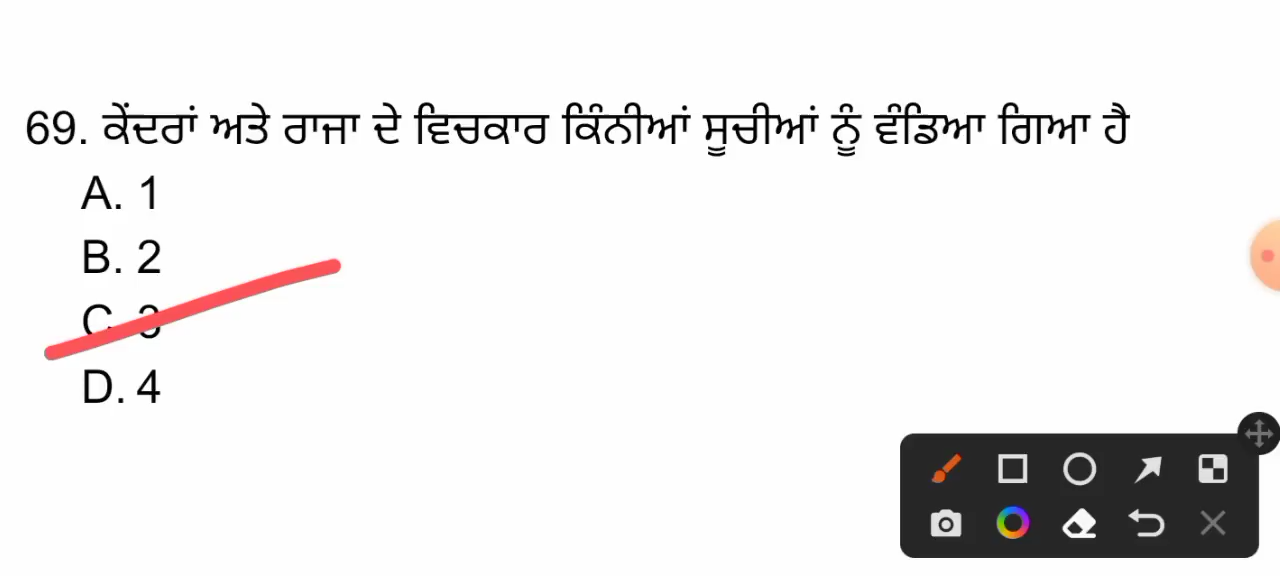 69. ਕੇਂਦਰਾਂ ਅਤੇ ਰਾਜਾ ਦੇ ਵਿਚਕਾਰ ਕਿੰਨੀਆਂ ਸੂਚੀਆਂ ਨੂੰ ਵੰਡਿਆ ਗਿਆ ਹੈ
A. 1
B. 2
C. 3
D. 4